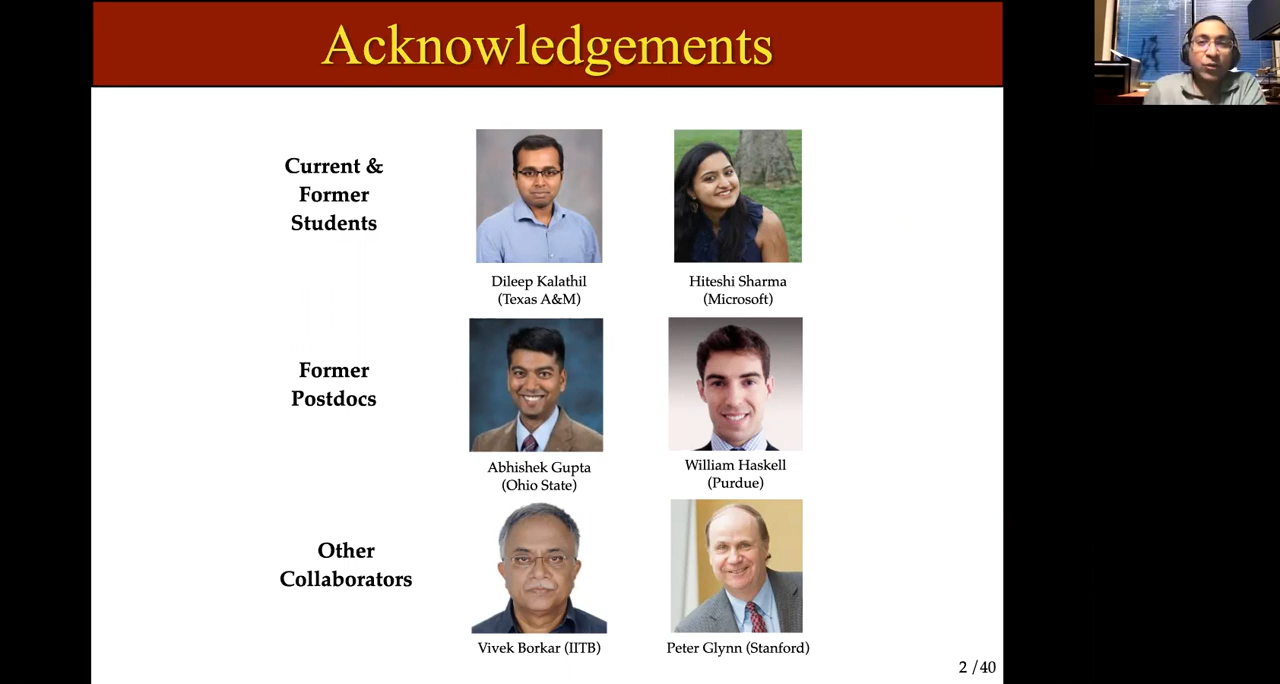 Acknowledgements
Current &
Former
Students
Dileep Kalathil
(Texas A&M)
Hiteshi Sharma
(Microsoft)
Former
Postdocs
Abhishek Gupta
(Ohio State)
William Haskell
(Purdue)
Other
Collaborators
Vivek Borkar (IITB)
Peter Glynn (Stanford)
2 /40